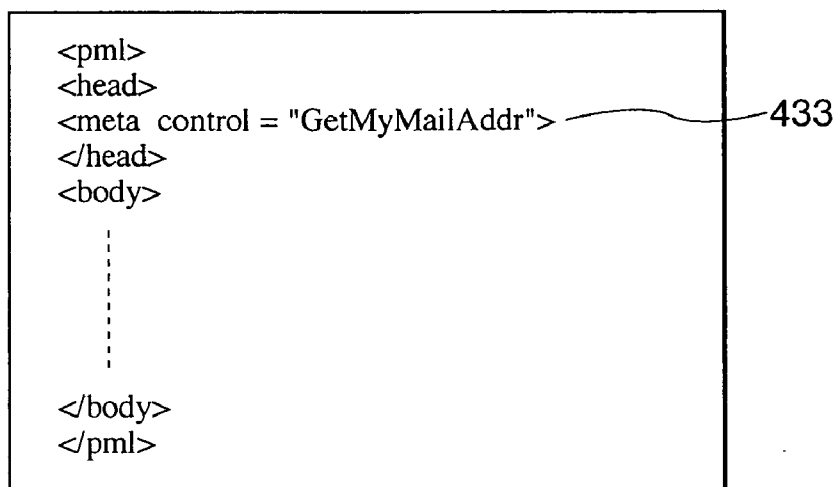 <pml>
<head>
<meta control = "GetMyMailAddr"> 433
</head>
<body>
</body>
</pml>